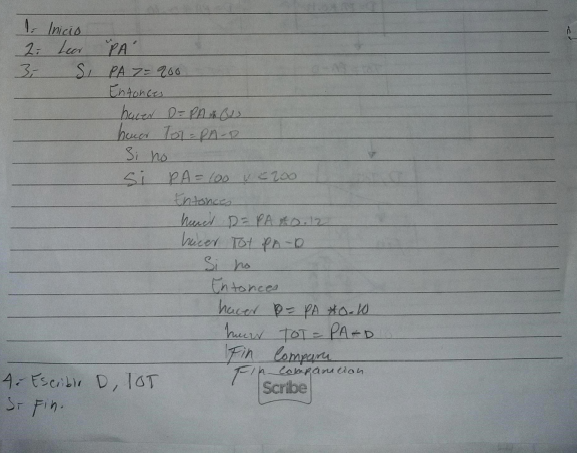 1.- Inicio
2.- Leer "PA"
3.- Si PA >= 200
Entonces
hacer D = PA *
hacer TOT = PA - D
Si no
Si PA = 100 y < 200
Entonces
hacer D = PA * 0.12
hacer TOT PA - D
Si no
Entonces
hacer D = PA * 0.10
hacer TOT = PA - D
Fin Compara
Fin comparacion
4.- Escribir D, TOT
5.- Fin.
Scribe